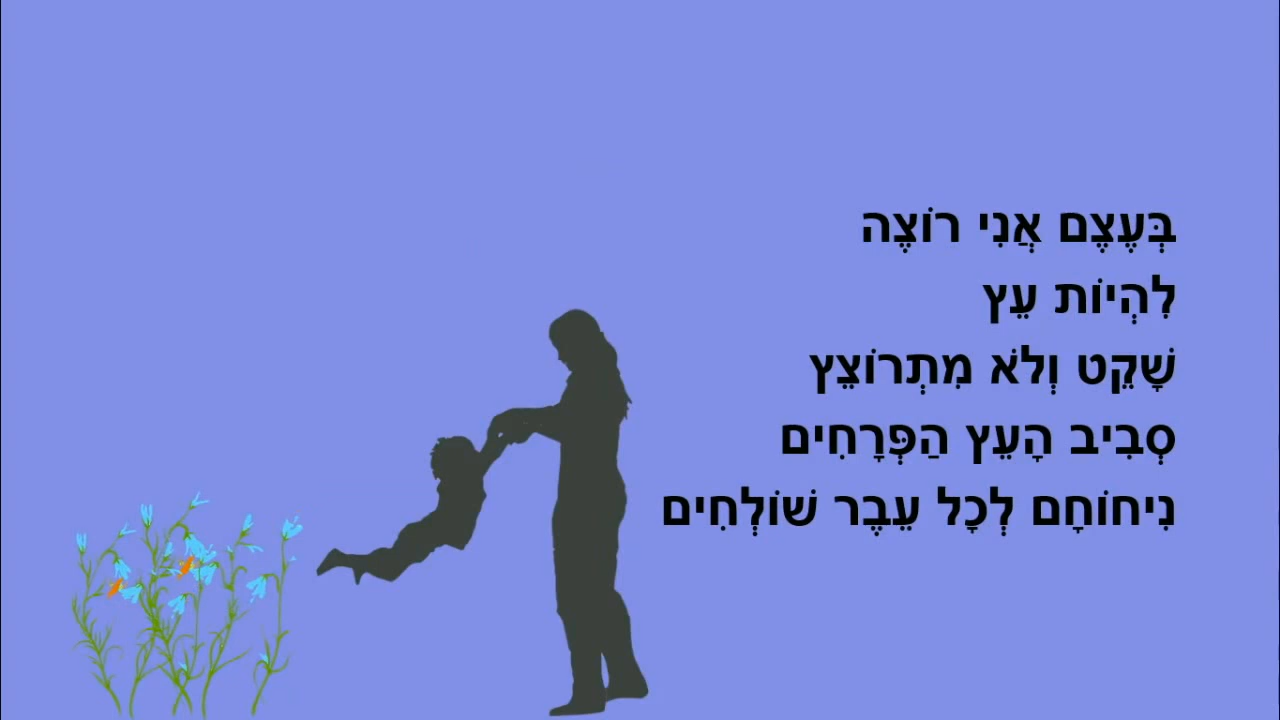 בְּעֶצֶם אֲנִי רוֹצֶה
לִהְיוֹת עֵץ
שָׁקֵט וְלֹא מִתְרוֹצֵץ
סְבִיב הָעֵץ הַפְּרָחִים
נִיחוֹחָם לְכָל עֵבֶר שׁוֹלְחִים